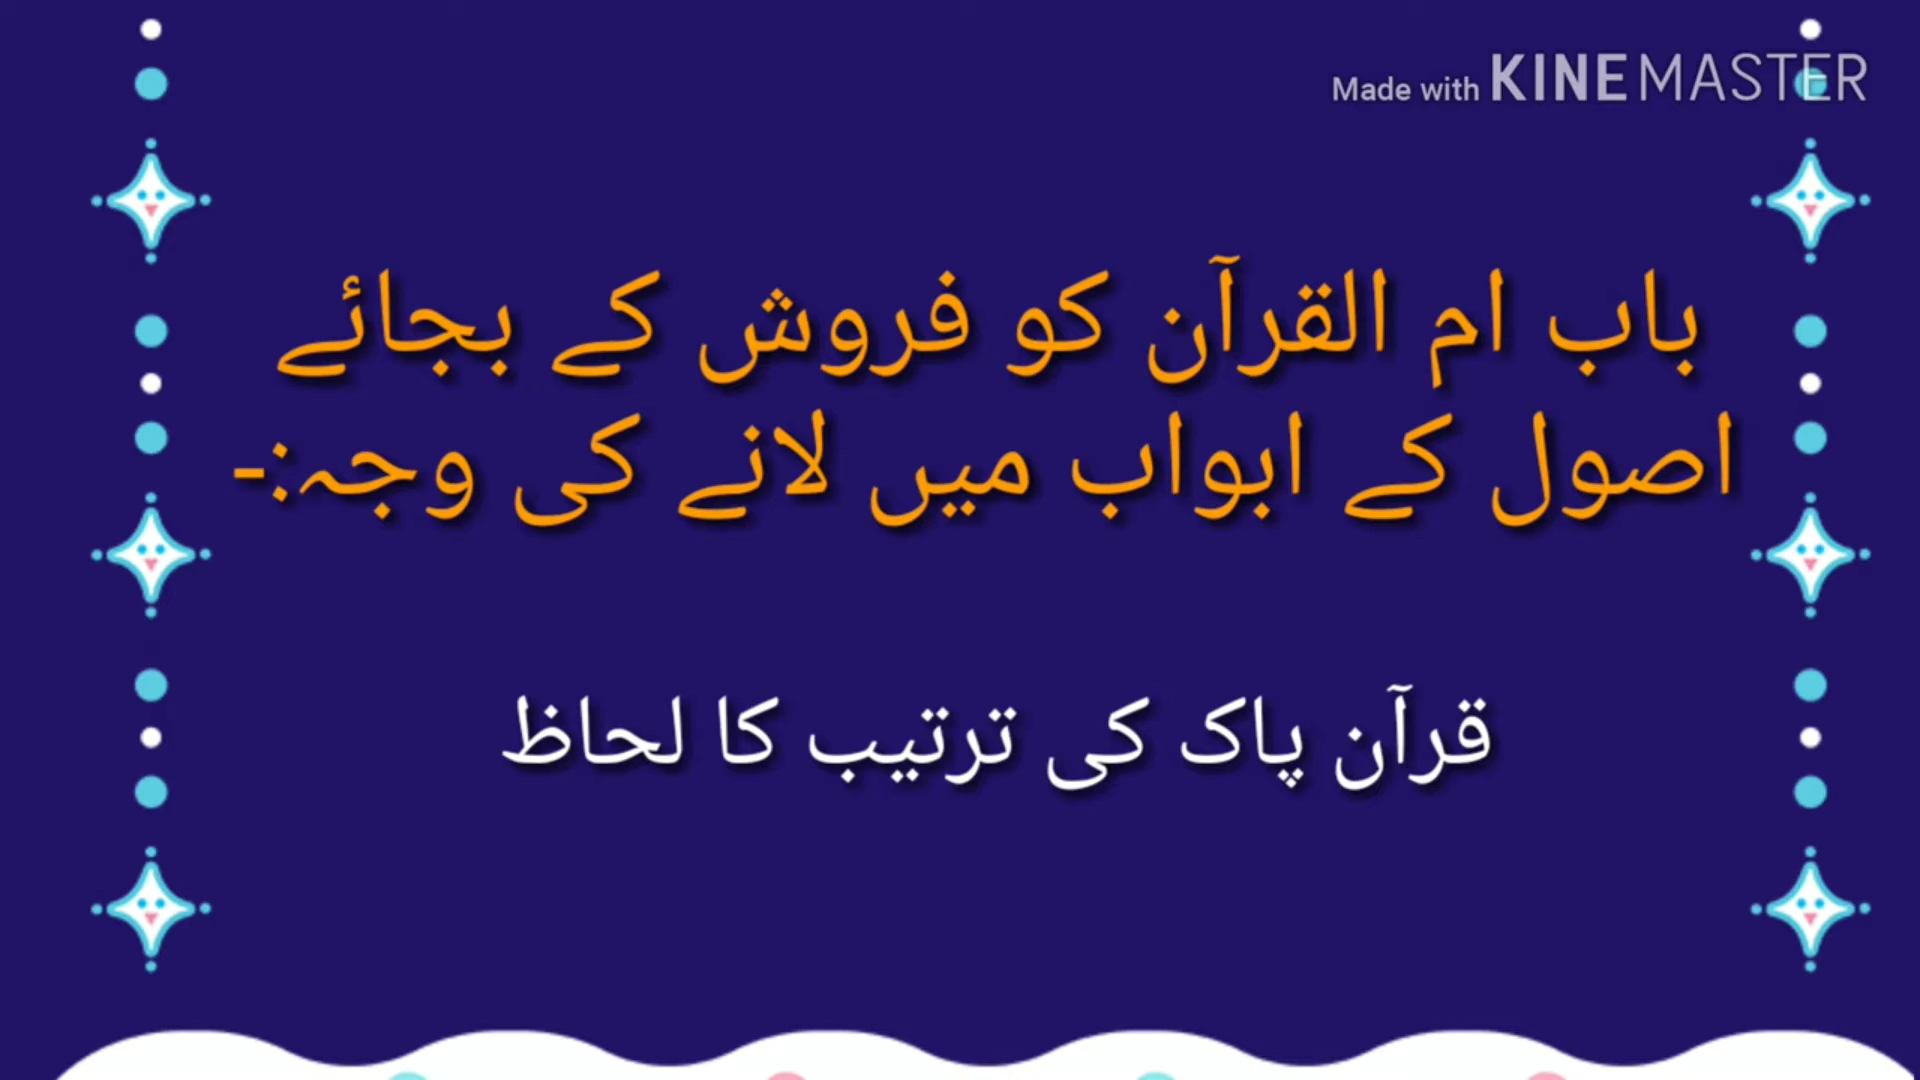 Made with KINEMASTER
باب ام القرآن کو فروش کے بجائے
اصول کے ابواب میں لانے کی وجہ:-
قرآن پاک کی ترتیب کا لحاظ